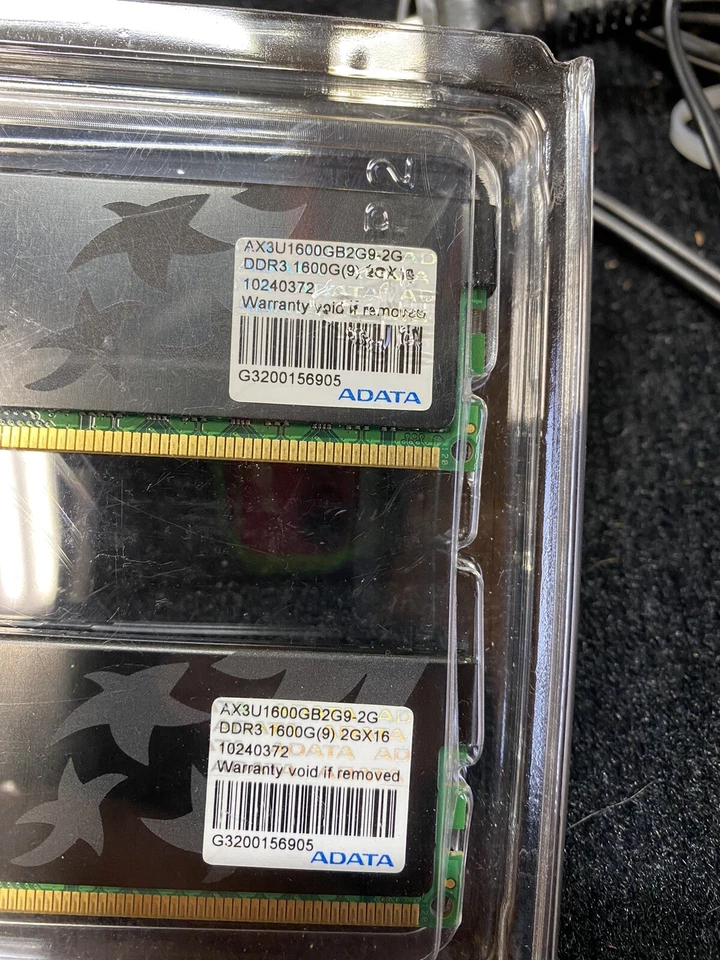 AX3U1600GB2G9-2G
DDR3 1600G(9) 2GX16
10240372
Warranty void if removed
G3200156905
ADATA
AX3U1600GB2G9-2G
DDR3 1600G(9) 2GX16
10240372
Warranty void if removed
G3200156905
ADATA